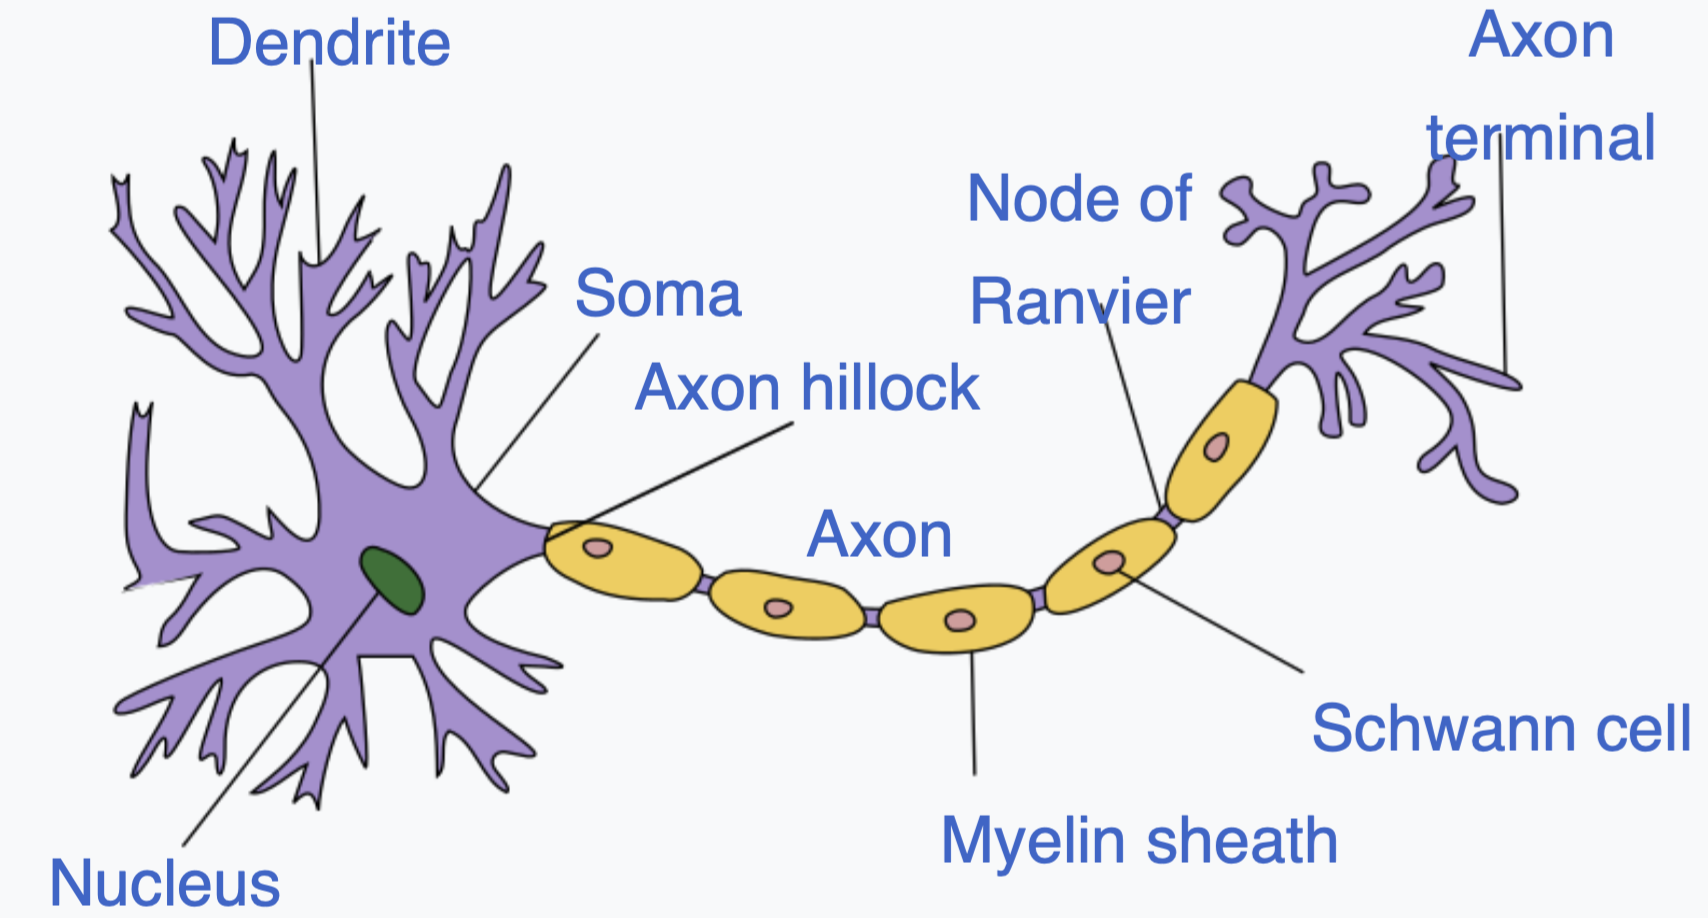 Dendrite
Axon
terminal
Node of
Ranvier
Soma
Axon hillock
Axon
Schwann cell
Myelin sheath
Nucleus